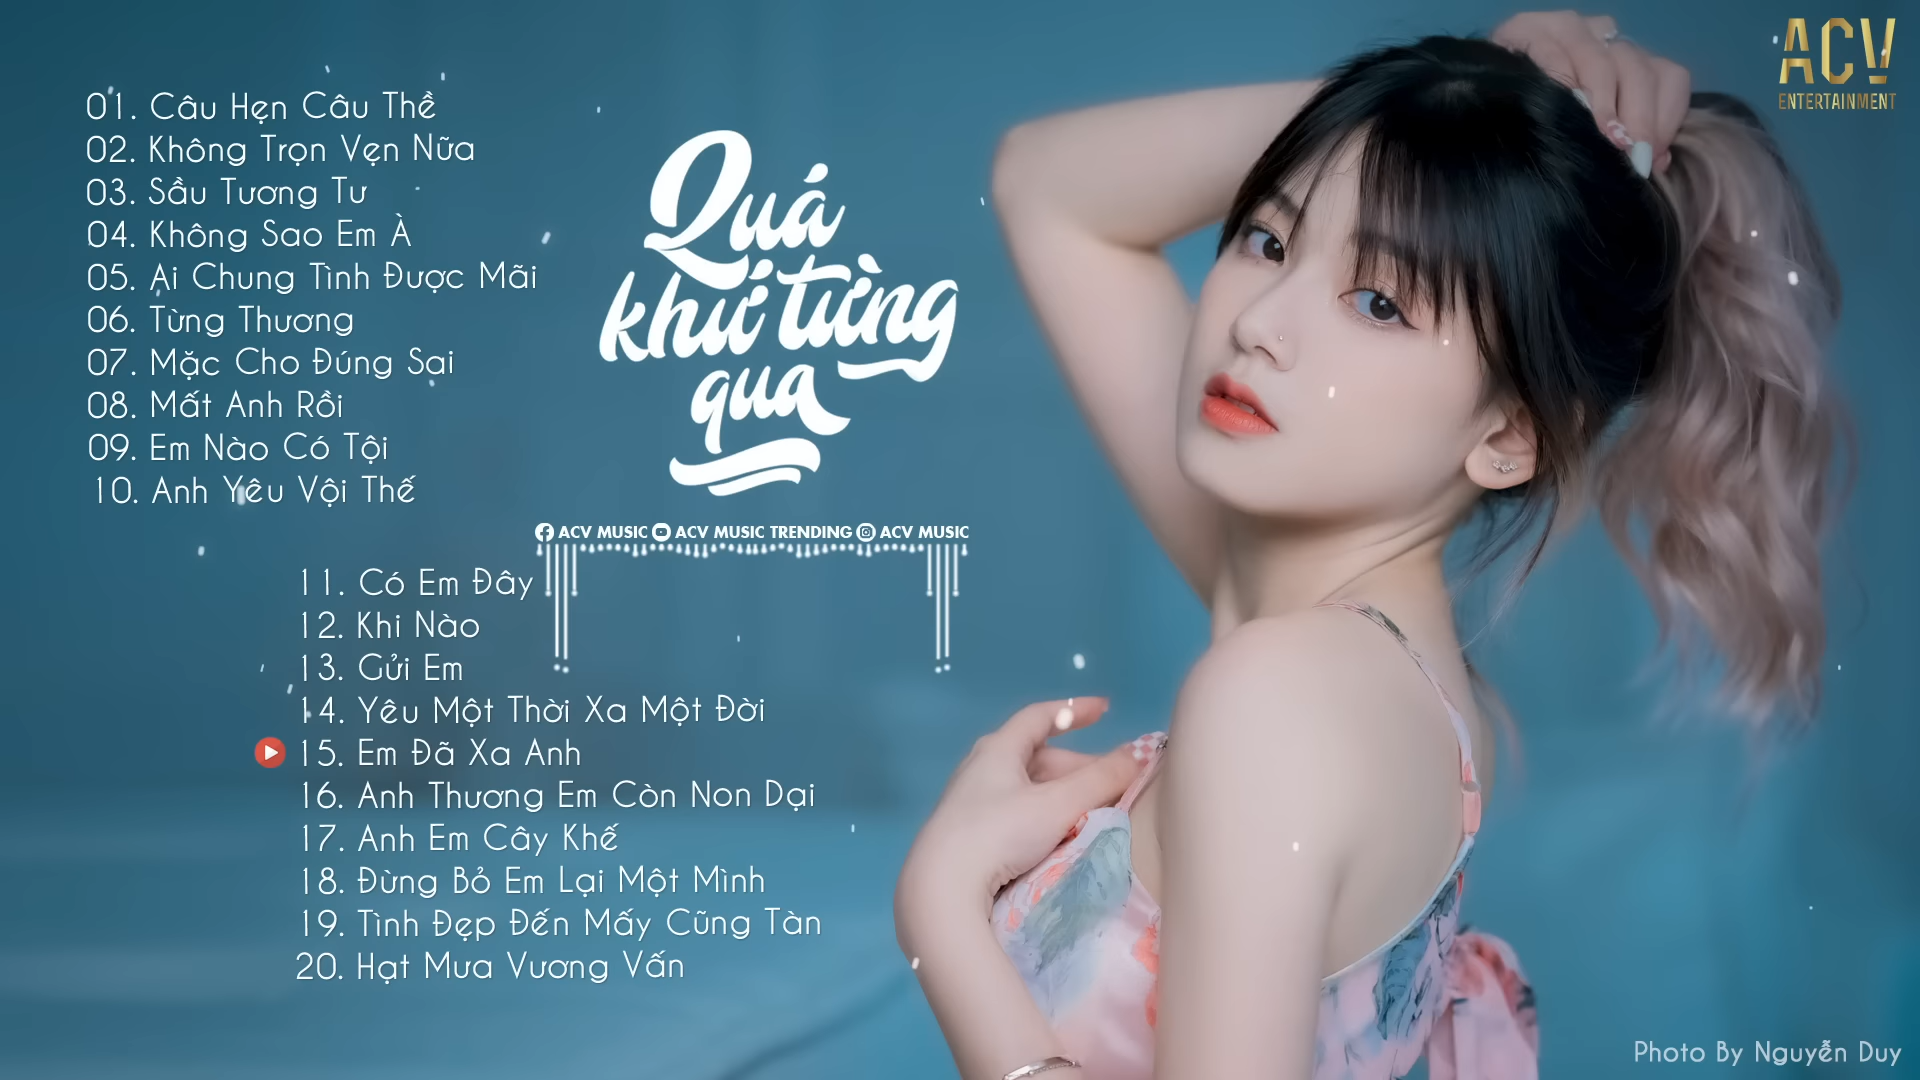 ACV
ENTERTAINMENT
01. Câu Hẹn Câu Thề
02. Không Trọn Vẹn Nữa
03. Sầu Tương Tư
04. Không Sao Em À
05. Ai Chung Tình Được Mãi
06. Từng Thương
07. Mặc Cho Đúng Sai
08. Mất Anh Rồi
09. Em Nào Có Tội
10. Anh Yêu Vội Thế
Quá
khứ từng
qua
ACV MUSIC ACV MUSIC TRENDING ACV MUSIC
11. Có Em Đây
12. Khi Nào
13. Gửi Em
14. Yêu Một Thời Xa Một Đời
15. Em Đã Xa Anh
16. Anh Thương Em Còn Non Dại
17. Anh Em Cây Khế
18. Đừng Bỏ Em Lại Một Mình
19. Tình Đẹp Đến Mấy Cũng Tàn
20. Hạt Mưa Vương Vấn
Photo By Nguyễn Duy